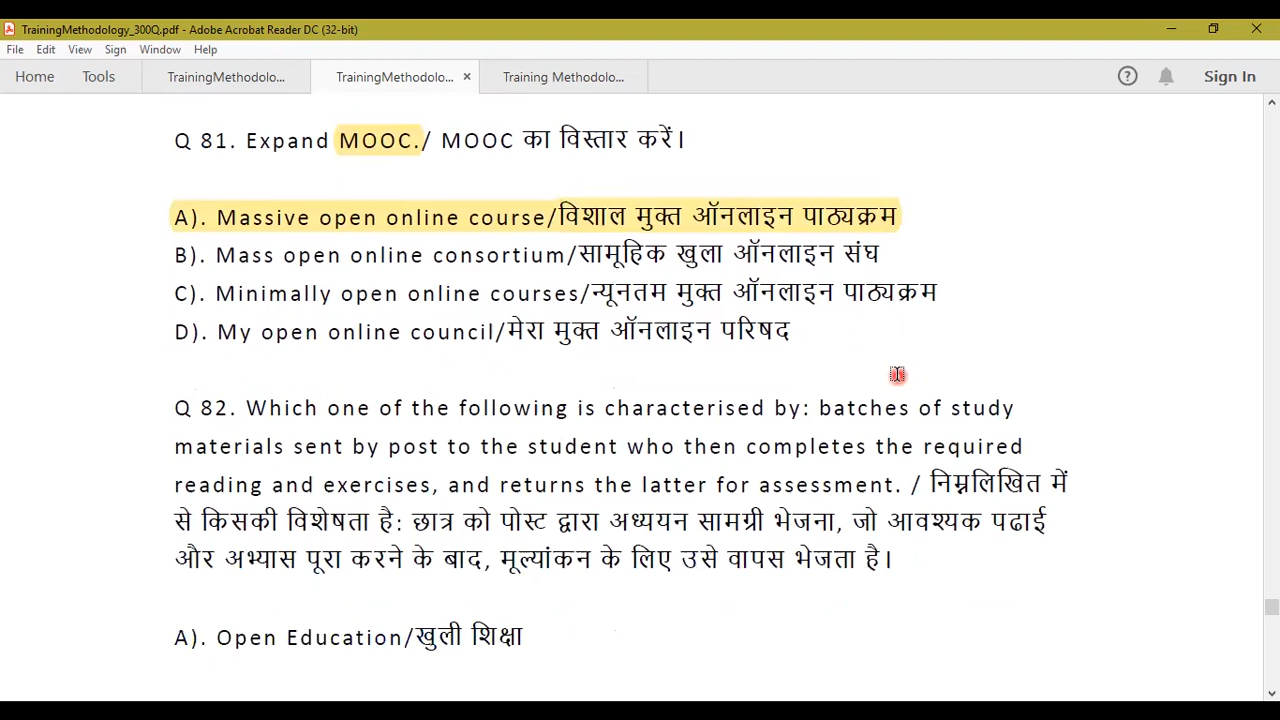 TrainingMethodology_300Q.pdf - Adobe Acrobat Reader DC (32-bit)
File Edit View Sign Window Help
Home Tools TrainingMethodolo... TrainingMethodolo... × Training Methodolo... Sign In
Q 81. Expand MOOC./ MOOC का विस्तार करें।
A). Massive open online course/विशाल मुक्त ऑनलाइन पाठ्यक्रम
B). Mass open online consortium/सामूहिक खुला ऑनलाइन संघ
C). Minimally open online courses/न्यूनतम मुक्त ऑनलाइन पाठ्यक्रम
D). My open online council/मेरा मुक्त ऑनलाइन परिषद
Q 82. Which one of the following is characterised by: batches of study
materials sent by post to the student who then completes the required
reading and exercises, and returns the latter for assessment. / निम्नलिखित में
से किसकी विशेषता है: छात्र को पोस्ट द्वारा अध्ययन सामग्री भेजना, जो आवश्यक पढाई
और अभ्यास पूरा करने के बाद, मूल्यांकन के लिए उसे वापस भेजता है।
A). Open Education/खुली शिक्षा